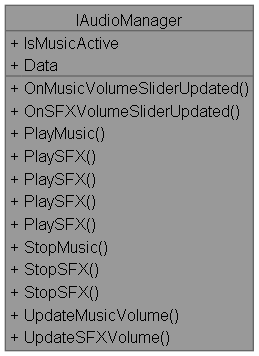 IAudioManager
+ IsMusicActive
+ Data
+ OnMusicVolumeSliderUpdated()
+ OnSFXVolumeSliderUpdated()
+ PlayMusic()
+ PlaySFX()
+ PlaySFX()
+ PlaySFX()
+ PlaySFX()
+ StopMusic()
+ StopSFX()
+ StopSFX()
+ UpdateMusicVolume()
+ UpdateSFXVolume()